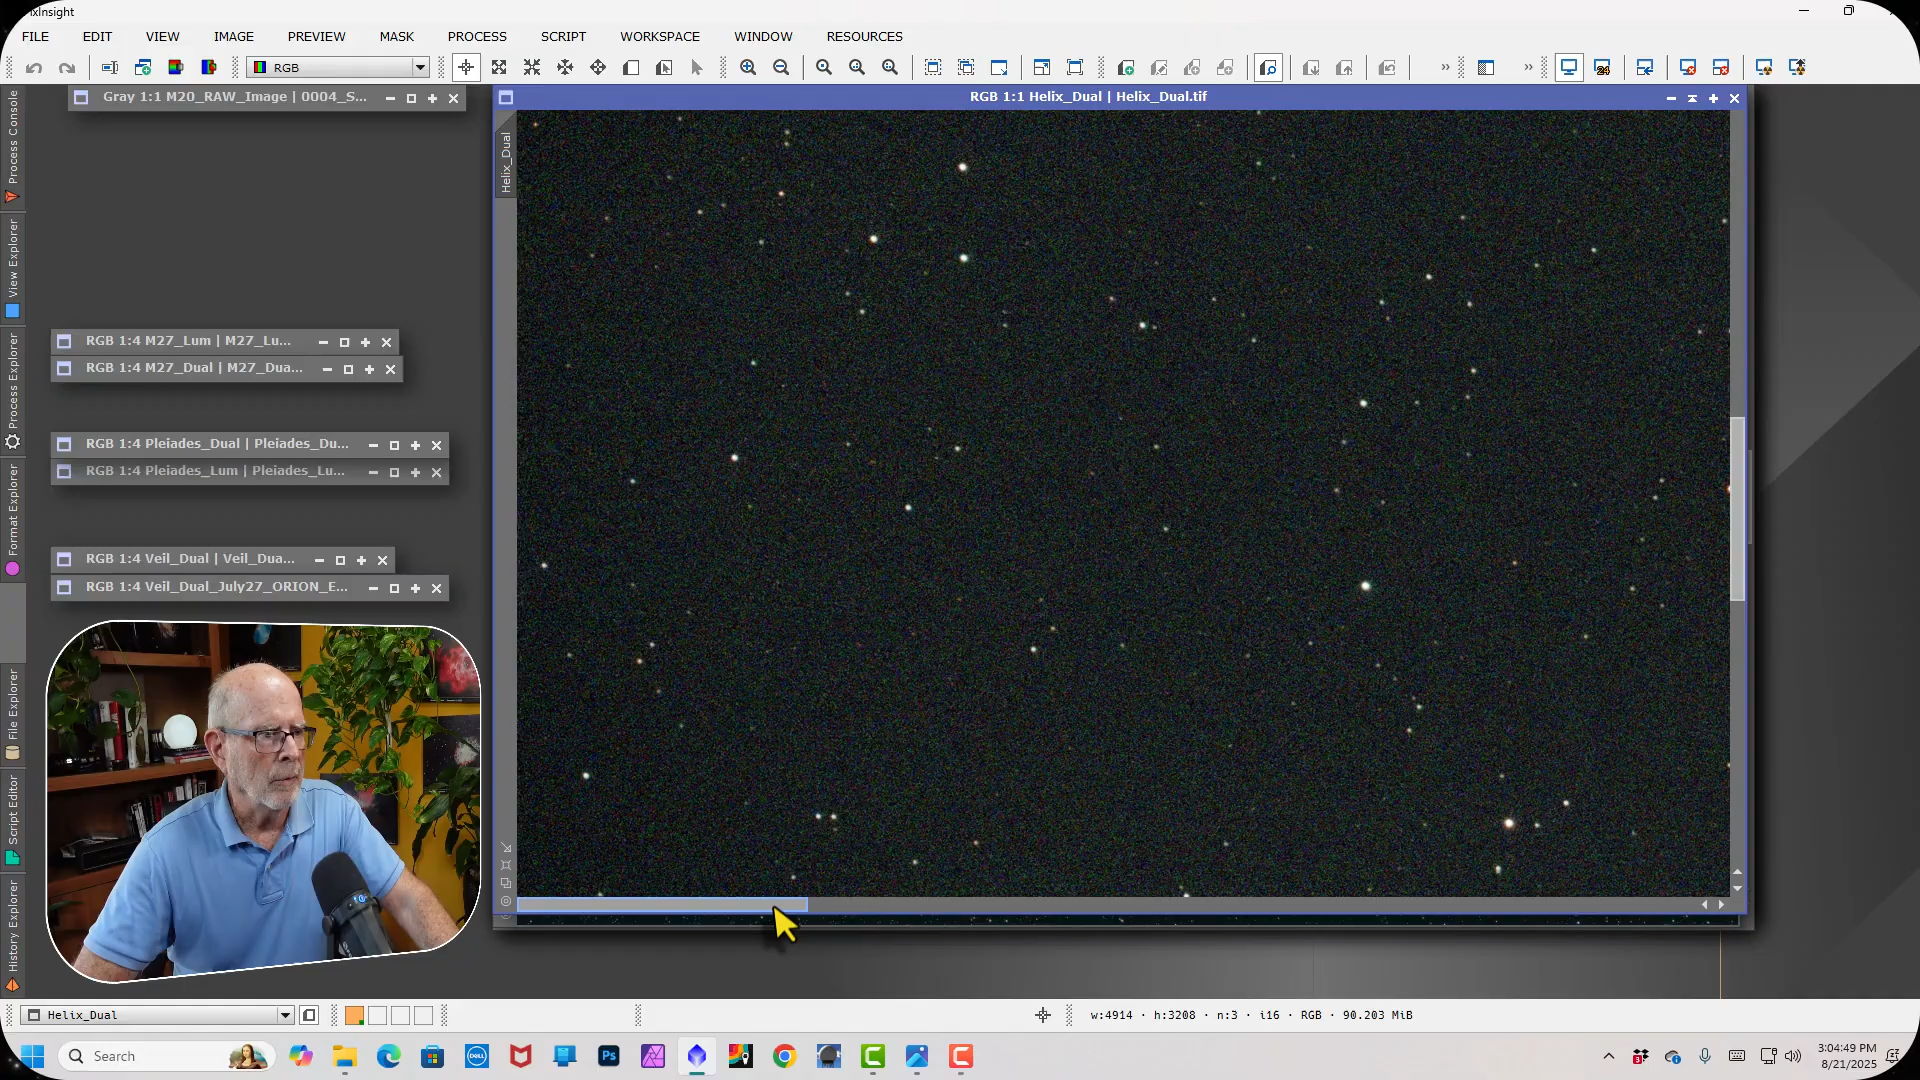 PixInsight
FILE EDIT VIEW IMAGE PREVIEW MASK PROCESS SCRIPT WORKSPACE WINDOW RESOURCES
RGB
Gray 1:1 M20_RAW_Image | 0004_S...
RGB 1:1 Helix_Dual | Helix_Dual.tif
Helix_Dual
Process Console
View Explorer
Process Explorer
Format Explorer
File Explorer
Script Editor
History Explorer
RGB 1:4 M27_Lum | M27_Lu...
RGB 1:4 M27_Dual | M27_Dua...
RGB 1:4 Pleiades_Dual | Pleiades_Du...
RGB 1:4 Pleiades_Lum | Pleiades_Lu...
RGB 1:4 Veil_Dual | Veil_Dua...
RGB 1:4 Veil_Dual_July27_ORION_E...
Helix_Dual
w:4914 · h:3208 · n:3 · i16 · RGB · 90.203 MiB
Search
3:04:49 PM
8/21/2025